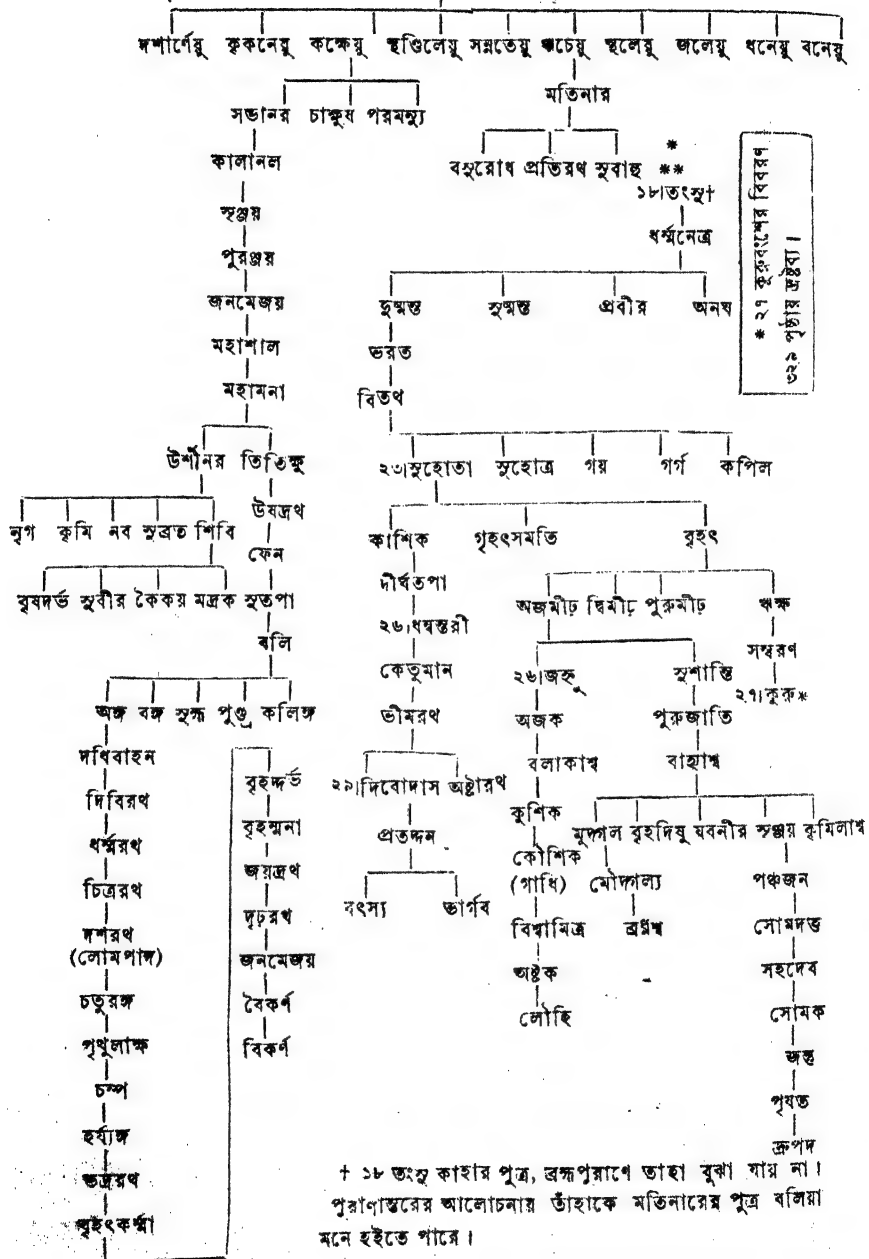 দশার্ণেয়ু কৃকনেয়ু কক্ষেয়ু স্থণ্ডিলেয়ু সন্নতেয়ু ঋচেয়ু স্থলেয়ু জলেয়ু ধনেয়ু বনেয়ু
সভানর চাক্ষুষ পরমন্যু
মতিনার
কালানল
বসুরোধ প্রতিরথ সুবাহু
*
**
১৮।তংসু†
সৃঞ্জয়
ধর্ম্মনেত্র
পুরঞ্জয়
জনমেজয়
দুষ্মন্ত সুষ্মন্ত প্রবীর অনঘ
মহাশাল
ভরত
মহামনা
বিতথ
* ২৭ কুরুবংশের বিবরণ
৩২৯ পৃষ্ঠায় দ্রষ্টব্য।
উশীনর তিতিক্ষু
২৩।সুহোতা সুহোত্র গয় গর্গ কপিল
নৃগ কৃমি নব সুব্রত শিবি
উষদ্রথ
ফেন
কাশিক গৃহৎসমতি বৃহৎ
বৃষদর্ভ সুবীর কৈকয় মদ্রক সুতপা
দীর্ঘতপা
অজমীঢ় দ্বিমীঢ় পুরুমীঢ় ঋক্ষ
বলি
২৬।ধন্বন্তরী
সম্বরণ
কেতুমান
২৬।জহ্নু সুশান্তি
২৭।কুরু*
অঙ্গ বঙ্গ সুহ্ম পুণ্ড্র কলিঙ্গ
ভীমরথ
অজক পুরুজাতি
দধিবাহন
বৃহদ্দর্ভ
২৯।দিবোদাস অষ্টারথ
বলাকাশ্ব বাহ্যাশ্ব
দিবিরথ
বৃহন্মনা
প্রতর্দ্দন
কুশিক
মুদ্গল বৃহদিষু যবনীর সৃঞ্জয় কৃমিলাশ্ব
ধর্ম্মরথ
জয়দ্রথ
কৌশিক
(গাধি)
মৌদ্গল্য
পঞ্চজন
চিত্ররথ
দৃঢ়রথ
বৎস্য ভার্গব
বিশ্বামিত্র
সোমদত্ত
দশরথ
(লোমপাদ)
জনমেজয়
অষ্টক
সহদেব
চতুরঙ্গ
বৈকর্ণ
লৌহি
সোমক
পৃথুলাক্ষ
বিকর্ণ
জন্তু
চম্প
পৃষত
হর্য্যঙ্গ
দ্রুপদ
ভদ্ররথ
বৃহৎকর্ম্মা
† ১৮ তংসু কাহার পুত্র, ব্রহ্মপুরাণে তাহা বুঝা যায় না।
পুরাণান্তরের আলোচনায় তাঁহাকে মতিনারের পুত্র বলিয়া
মনে হইতে পারে।